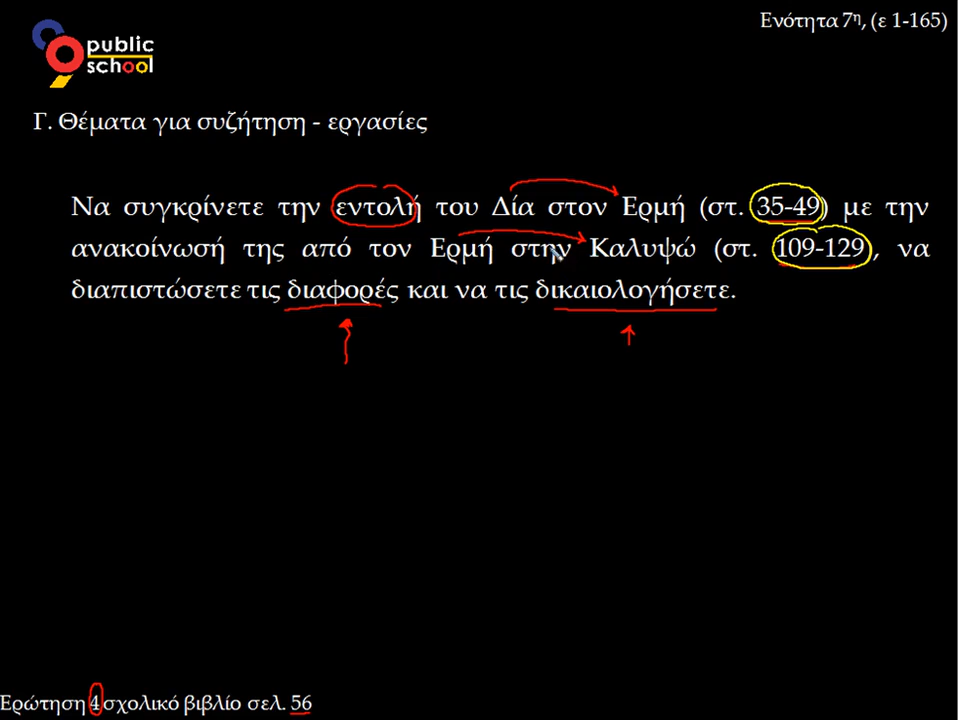 Ενότητα 7η, (ε 1-165)
public
school
Γ. Θέματα για συζήτηση - εργασίες
Να συγκρίνετε την εντολή του Δία στον Ερμή (στ. 35-49) με την
ανακοίνωσή της από τον Ερμή στην Καλυψώ (στ. 109-129), να
διαπιστώσετε τις διαφορές και να τις δικαιολογήσετε.
Ερώτηση 4 σχολικό βιβλίο σελ. 56